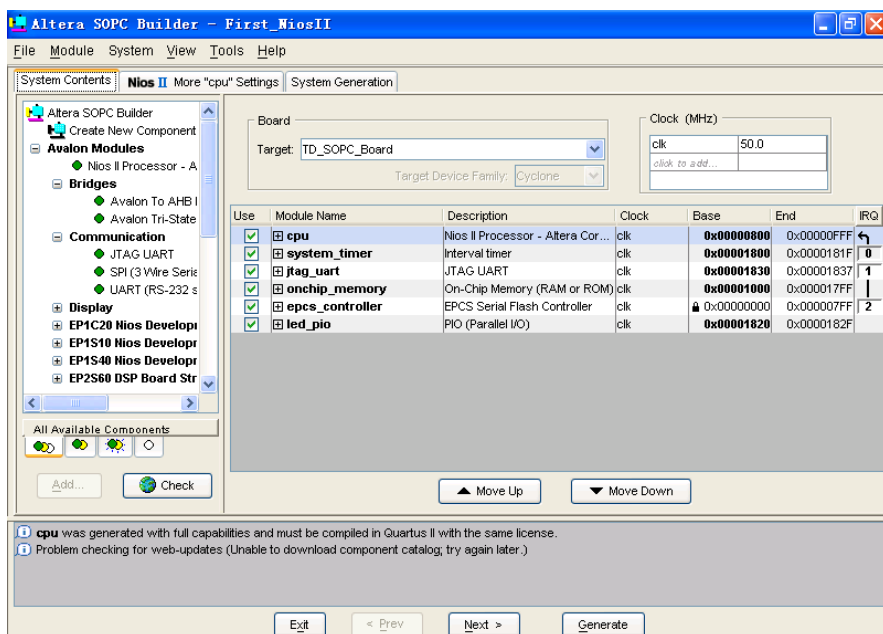 Altera SOPC Builder - First_NiosII
File Module System View Tools Help
System Contents Nios II More "cpu" Settings System Generation
Altera SOPC Builder
Create New Component
Avalon Modules
Nios II Processor - A
Bridges
Avalon To AHB
Avalon Tri-State
Communication
JTAG UART
SPI (3 Wire Seria
UART (RS-232 s
Display
EP1C20 Nios Develop
EP1S10 Nios Develop
EP1S40 Nios Develop
EP2S60 DSP Board Str
All Available Components
Add... Check
Board
Target: TD_SOPC_Board
Target Device Family: Cyclone
Clock (MHz)
clk 50.0
click to add...
Use Module Name Description Clock Base End IRQ
cpu Nios II Processor - Altera Cor... clk 0x00000800 0x00000FFF
system_timer Interval timer clk 0x00001800 0x0000181F 0
jtag_uart JTAG UART clk 0x00001830 0x00001837 1
onchip_memory On-Chip Memory (RAM or ROM) clk 0x00001000 0x000017FF
epcs_controller EPCS Serial Flash Controller clk 0x00000000 0x000007FF 2
led_pio PIO (Parallel I/O) clk 0x00001820 0x0000182F
Move Up Move Down
cpu was generated with full capabilities and must be compiled in Quartus II with the same license.
Problem checking for web-updates (Unable to download component catalog; try again later.)
Exit < Prev Next > Generate